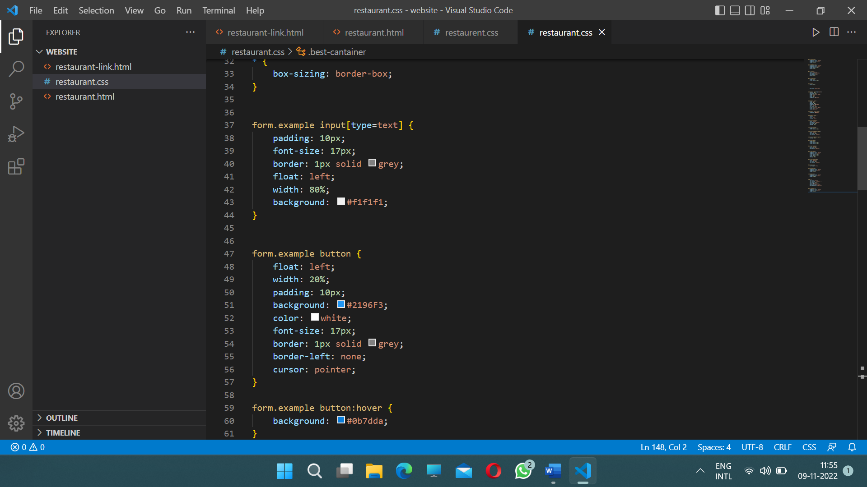 File Edit Selection View Go Run Terminal Help restaurant.css - website - Visual Studio Code
EXPLORER
restaurant-link.html restaurant.html restaurent.css restaurant.css
WEBSITE
restaurant-link.html
restaurant.css
restaurant.html
restaurant.css > .best-cantainer
32 * {
33 box-sizing: border-box;
34 }
35
36
37 form.example input[type=text] {
38 padding: 10px;
39 font-size: 17px;
40 border: 1px solid grey;
41 float: left;
42 width: 80%;
43 background: #f1f1f1;
44 }
45
46
47 form.example button {
48 float: left;
49 width: 20%;
50 padding: 10px;
51 background: #2196F3;
52 color: white;
53 font-size: 17px;
54 border: 1px solid grey;
55 border-left: none;
56 cursor: pointer;
57 }
58
59 form.example button:hover {
60 background: #0b7dda;
61 }
OUTLINE
TIMELINE
0 0 Ln 148, Col 2 Spaces: 4 UTF-8 CRLF CSS
2
W
ENG
INTL
11:55
09-11-2022
1